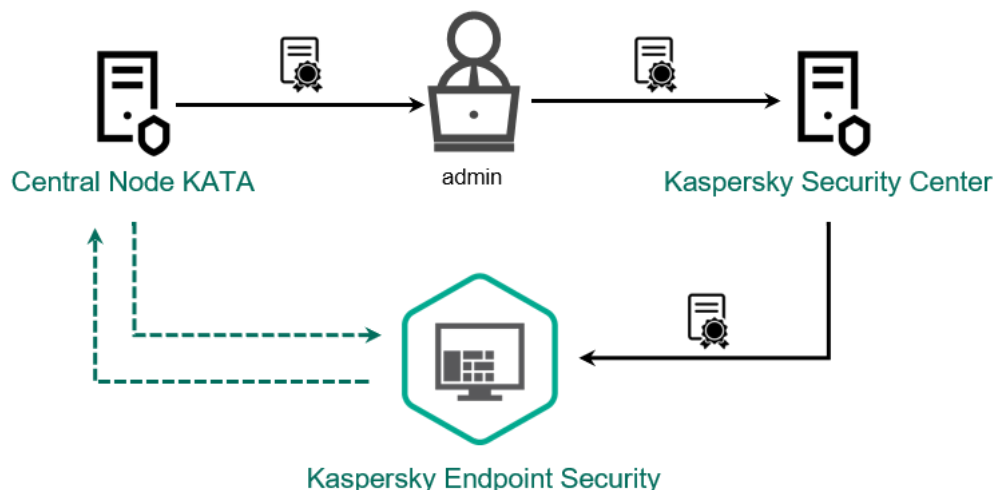 Central Node KATA
admin
Kaspersky Security Center
Kaspersky Endpoint Security